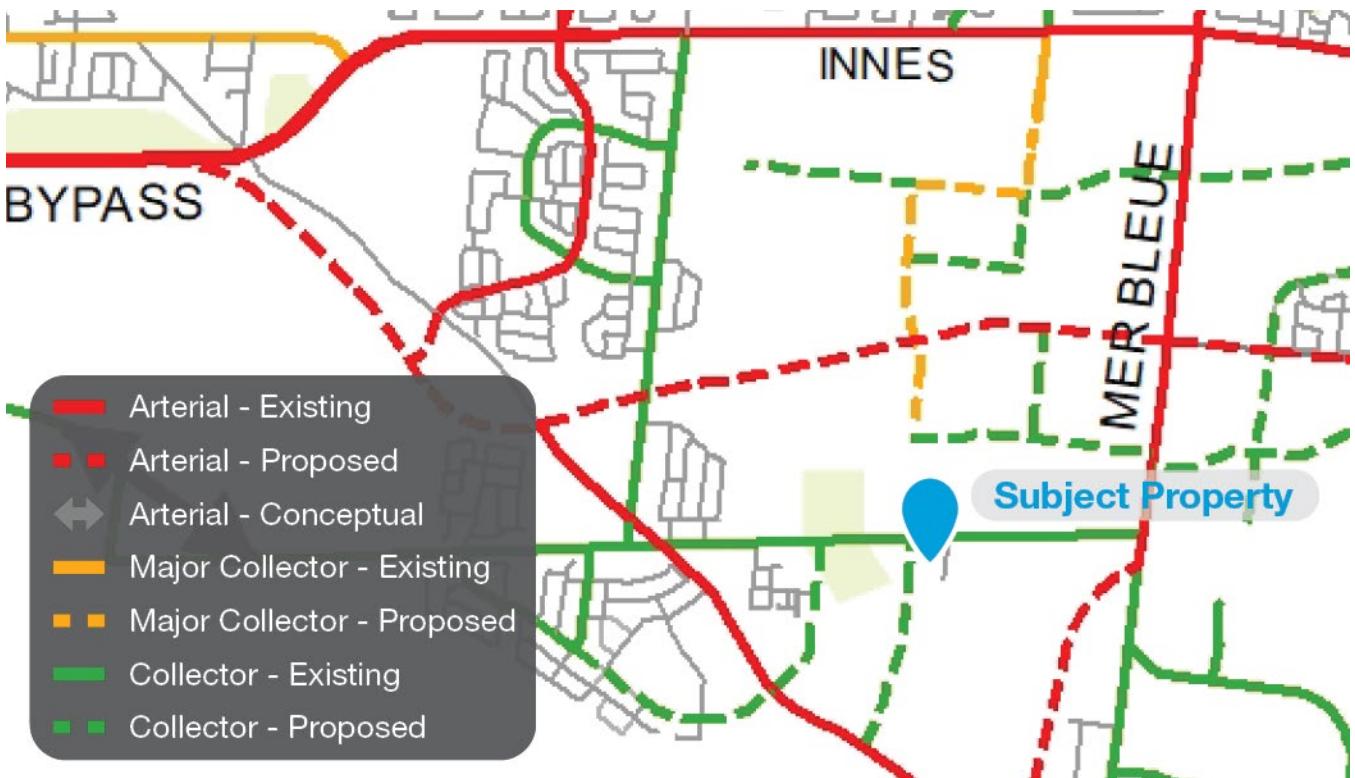 INNES
BYPASS
MER BLEUE
Arterial - Existing
Arterial - Proposed
Arterial - Conceptual
Major Collector - Existing
Major Collector - Proposed
Collector - Existing
Collector - Proposed
Subject Property